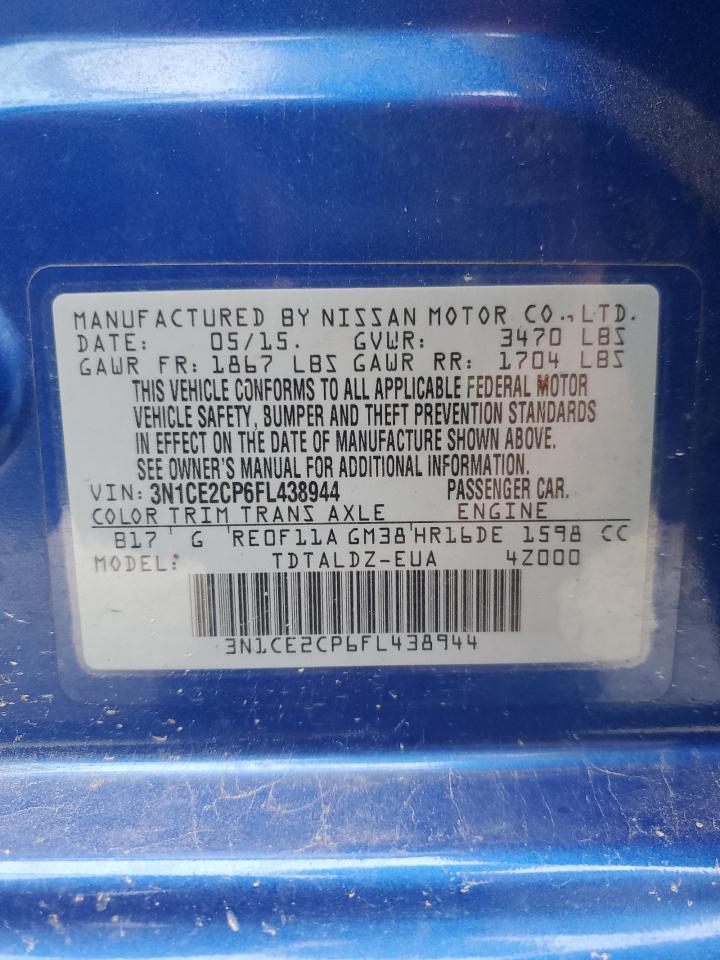 MANUFACTURED BY NISSAN MOTOR CO., LTD.
DATE: 05/15. GVWR: 3470 LBS
GAWR FR: 1867 LBS GAWR RR: 1704 LBS
THIS VEHICLE CONFORMS TO ALL APPLICABLE FEDERAL MOTOR
VEHICLE SAFETY, BUMPER AND THEFT PREVENTION STANDARDS
IN EFFECT ON THE DATE OF MANUFACTURE SHOWN ABOVE.
SEE OWNER'S MANUAL FOR ADDITIONAL INFORMATION.
VIN: 3N1CE2CP6FL438944 PASSENGER CAR.
COLOR TRIM TRANS AXLE ENGINE
B17 G RE0F11A GM38 HR16DE 1598 CC
MODEL: TDTALDZ-EUA 4Z000
3N1CE2CP6FL438944